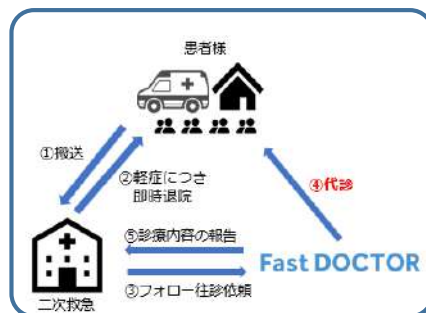 患者様
①搬送
②軽症につき
即時退院
④代診
⑤診療内容の報告
Fast DOCTOR
③フォロー往診依頼
二次救急